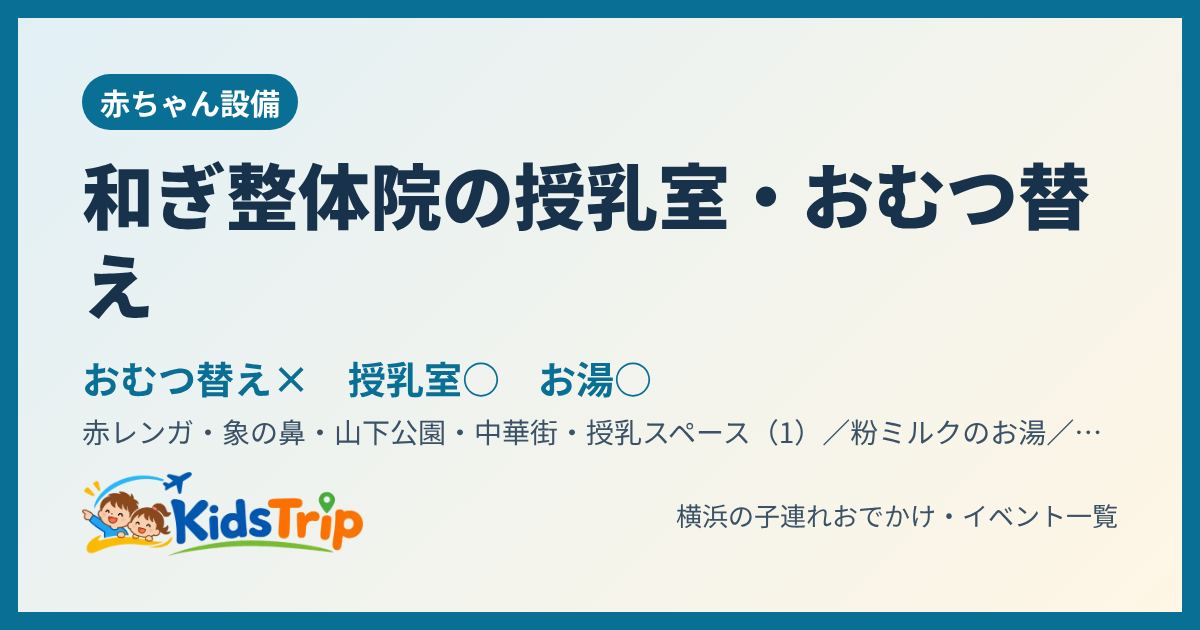 赤ちゃん設備
和ぎ整体院の授乳室・おむつ替
え
おむつ替え× 授乳室○ お湯○
赤レンガ・象の鼻・山下公園・中華街・授乳スペース（1）／粉ミルクのお湯／…
KidsTrip
横浜の子連れおでかけ・イベント一覧